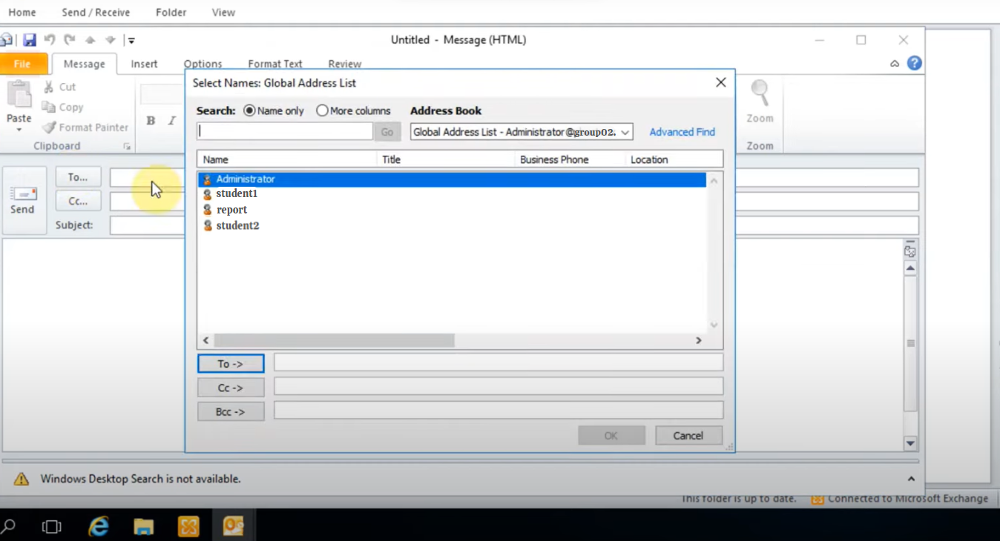 Home Send / Receive Folder View
Untitled - Message (HTML)
File Message Insert Options Format Text Review
Select Names: Global Address List
Cut
Copy
Paste
Format Painter
Clipboard
B I
Zoom
Zoom
Search: Name only More columns Address Book
Go Global Address List - Administrator@group02. Advanced Find
Name Title Business Phone Location
Administrator
student1
report
student2
To...
Cc...
Send
Subject:
To ->
Cc ->
Bcc ->
OK Cancel
Windows Desktop Search is not available.
This folder is up to date. Connected to Microsoft Exchange